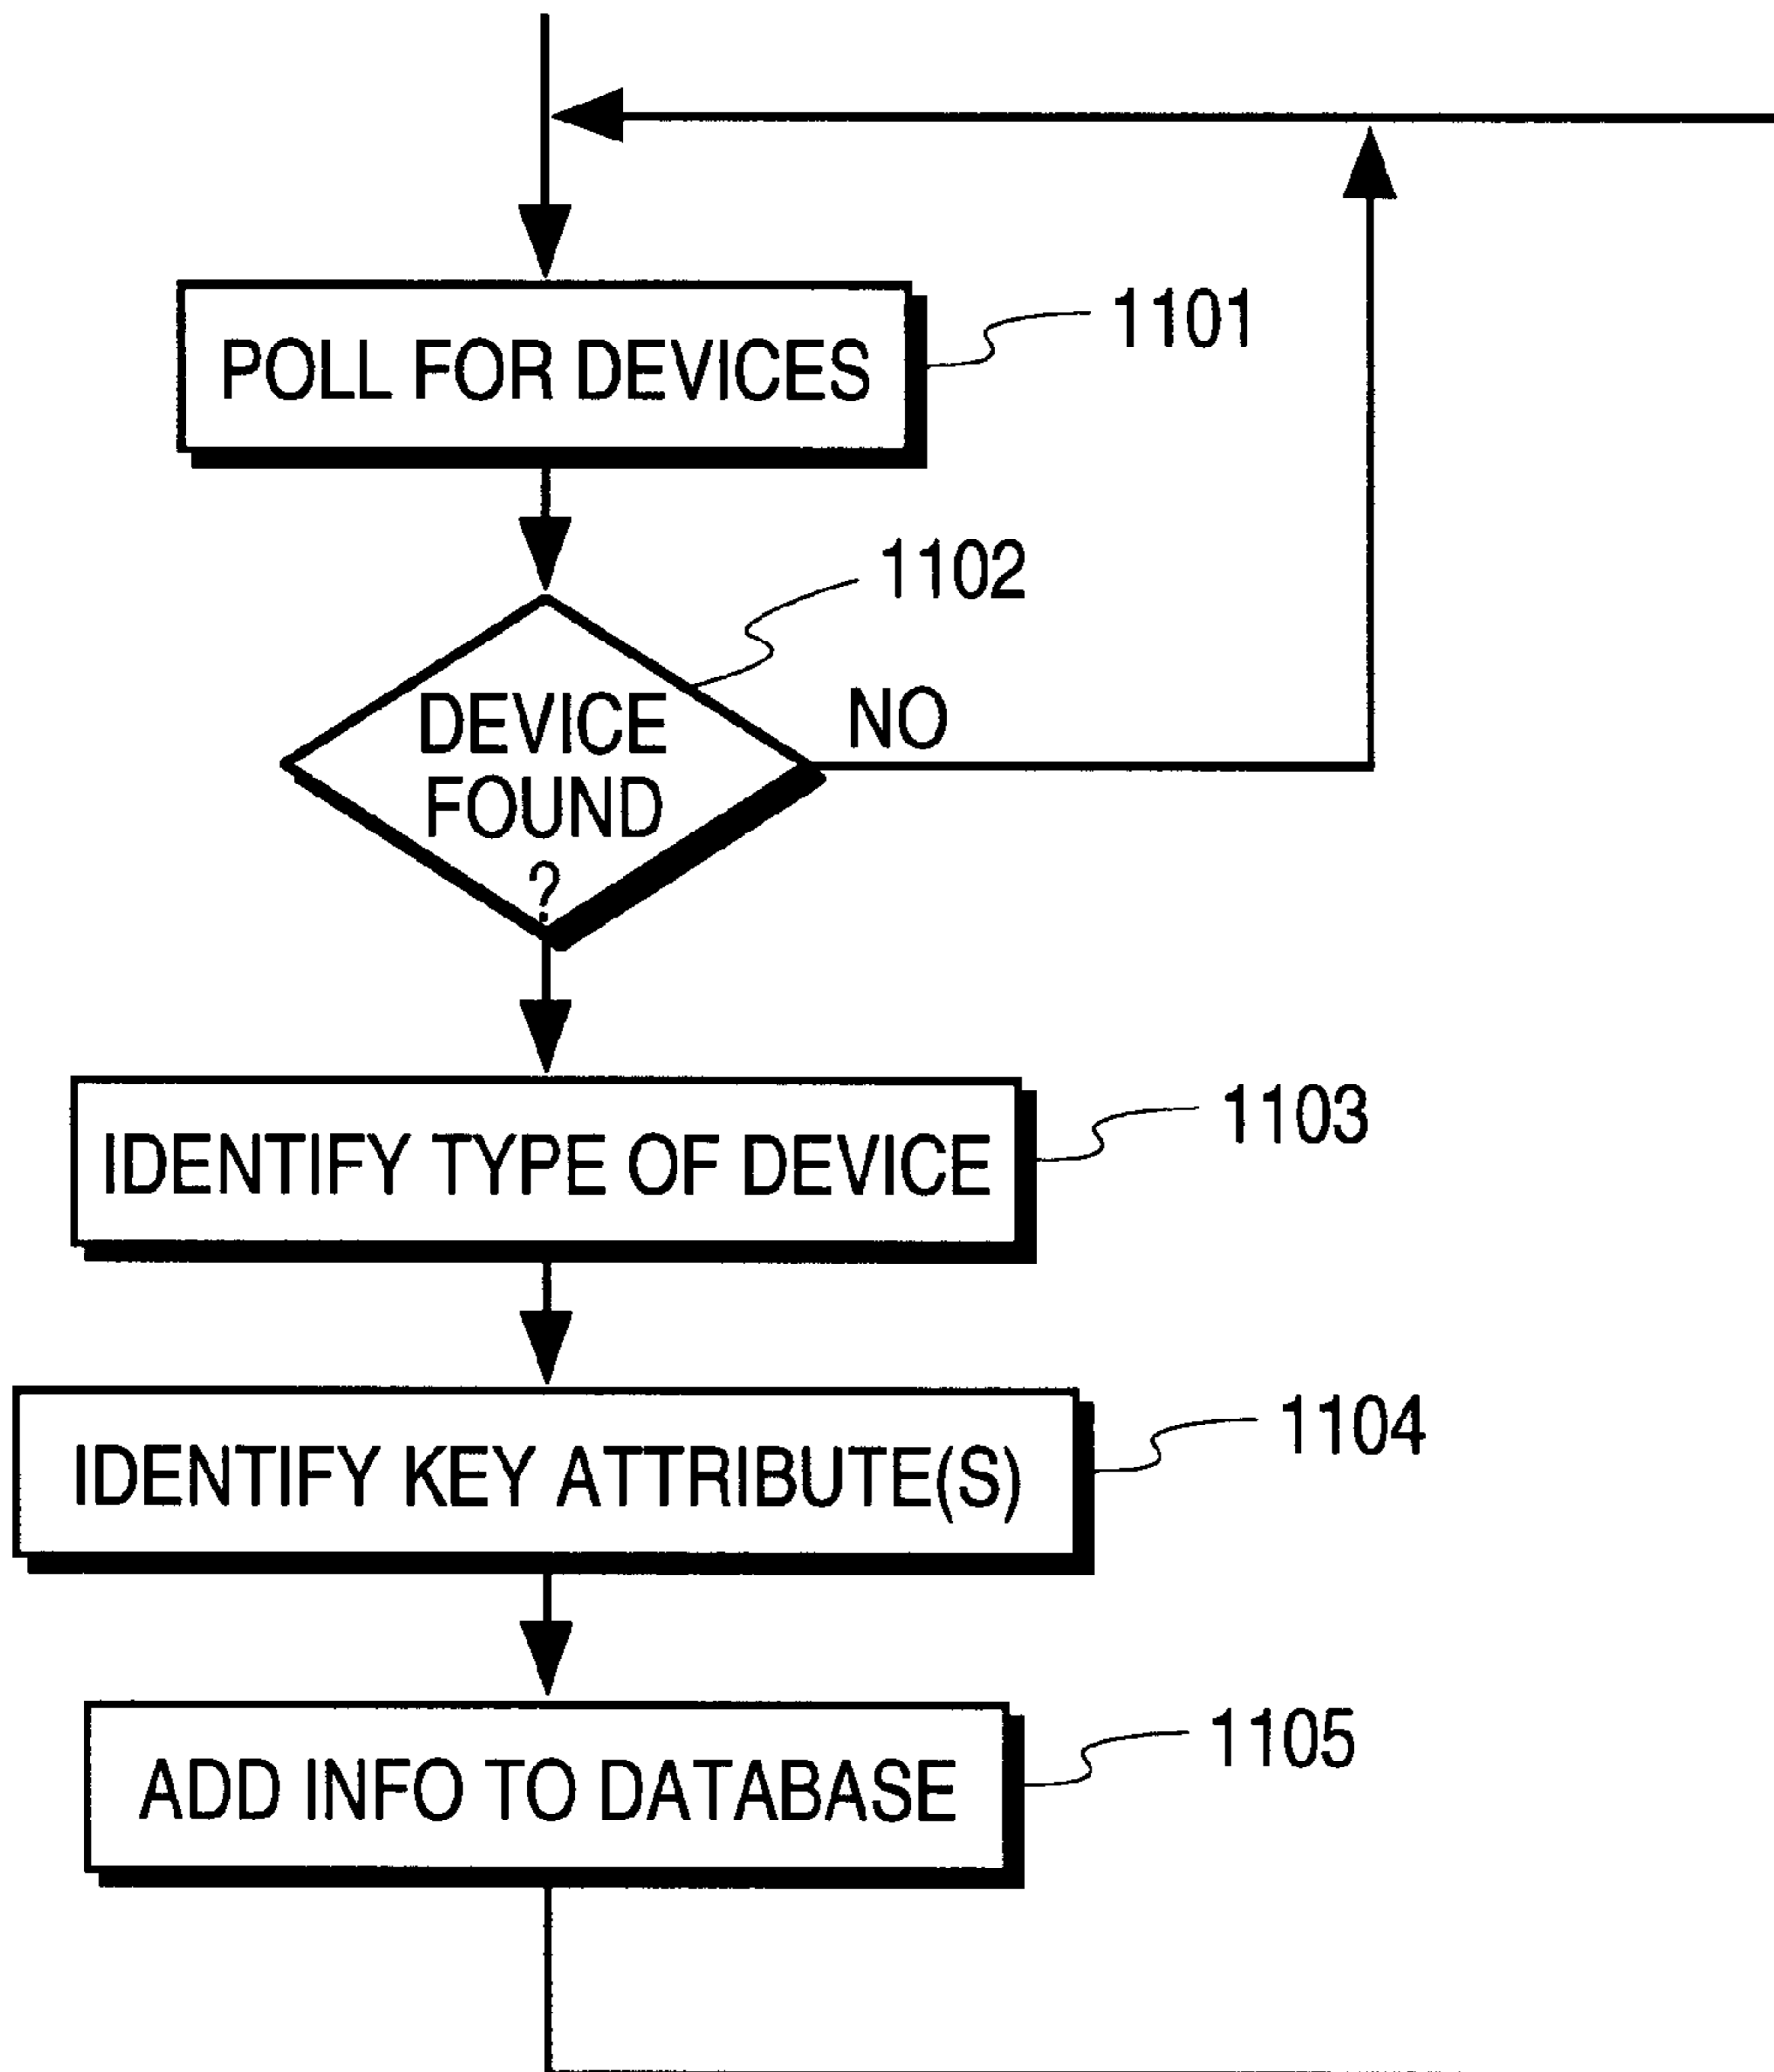 POLL FOR DEVICES
1101
1102
DEVICE
FOUND
?
NO
IDENTIFY TYPE OF DEVICE
1103
IDENTIFY KEY ATTRIBUTE(S)
1104
ADD INFO TO DATABASE
1105